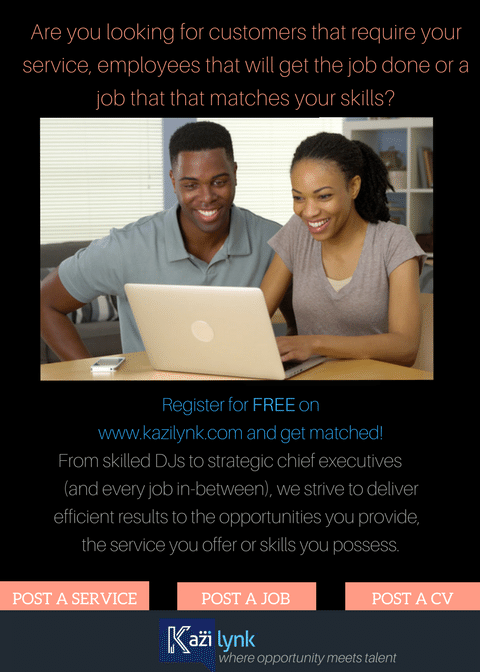 Are you looking for customers that require your
service, employees that will get the job done or a
job that that matches your skills?
Register for FREE on
www.kazilynk.com and get matched!
From skilled DJs to strategic chief executives
(and every job in-between), we strive to deliver
efficient results to the opportunities you provide,
the service you offer or skills you possess.
POST A SERVICE
POST A JOB
POST A CV
Kazi lynk
where opportunity meets talent